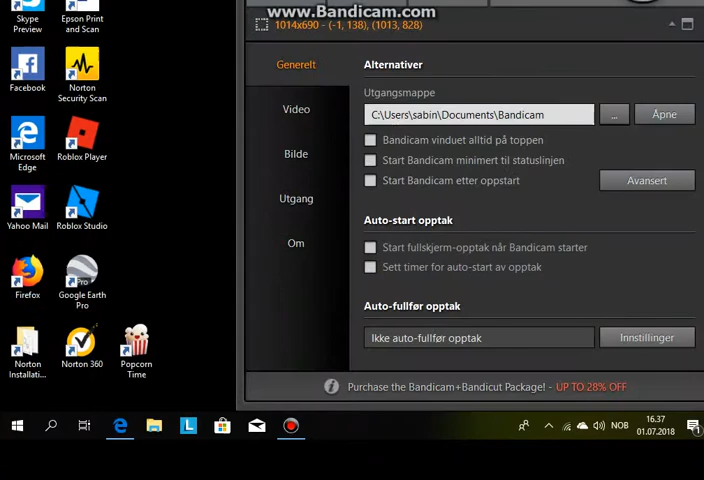 Skype
Preview
Epson Print
and Scan
Facebook
Norton
Security Scan
Microsoft
Edge
Roblox Player
Yahoo Mail
Roblox Studio
Firefox
Pro
Google Earth
Pro
Norton
Installati...
Norton 360
Popcorn
Time
www.Bandicam.com
1014x690 - (-1, 138), (1013, 828)
Generelt
Video
Bilde
Utgang
Om
Alternativer
Utgangsmappe
C:\Users\sabin\Documents\Bandicam
...
Åpne
Bandicam vinduet alltid på toppen
Start Bandicam minimert til statuslinjen
Start Bandicam etter oppstart
Avansert
Auto-start opptak
Start fullskjerm-opptak når Bandicam starter
Sett timer for auto-start av opptak
Auto-fullfør opptak
Ikke auto-fullfør opptak
Innstillinger
Purchase the Bandicam+Bandicut Package! - UP TO 28% OFF
L
NOB
16.37
01.07.2018
1